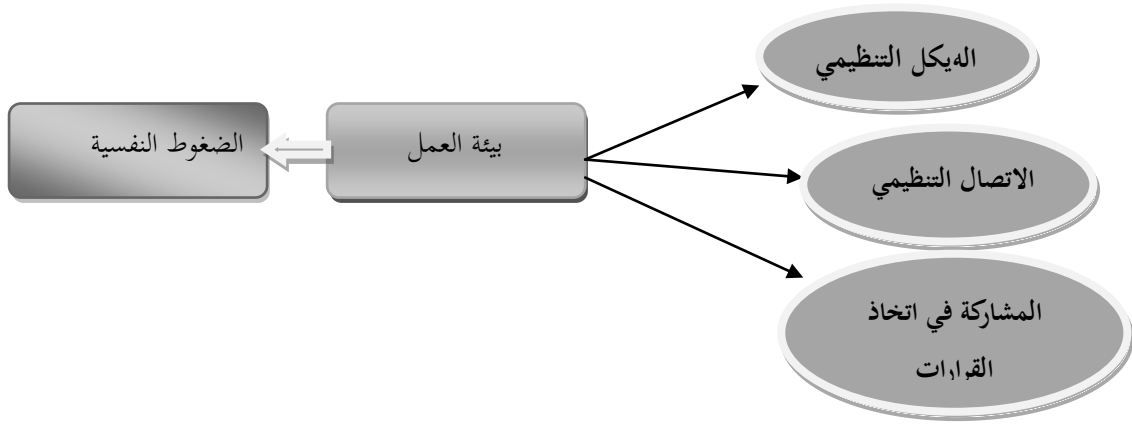 الهيكل التنظيمي
الضغوط النفسية
بيئة العمل
الاتصال التنظيمي
المشاركة في اتخاذ
القرارات